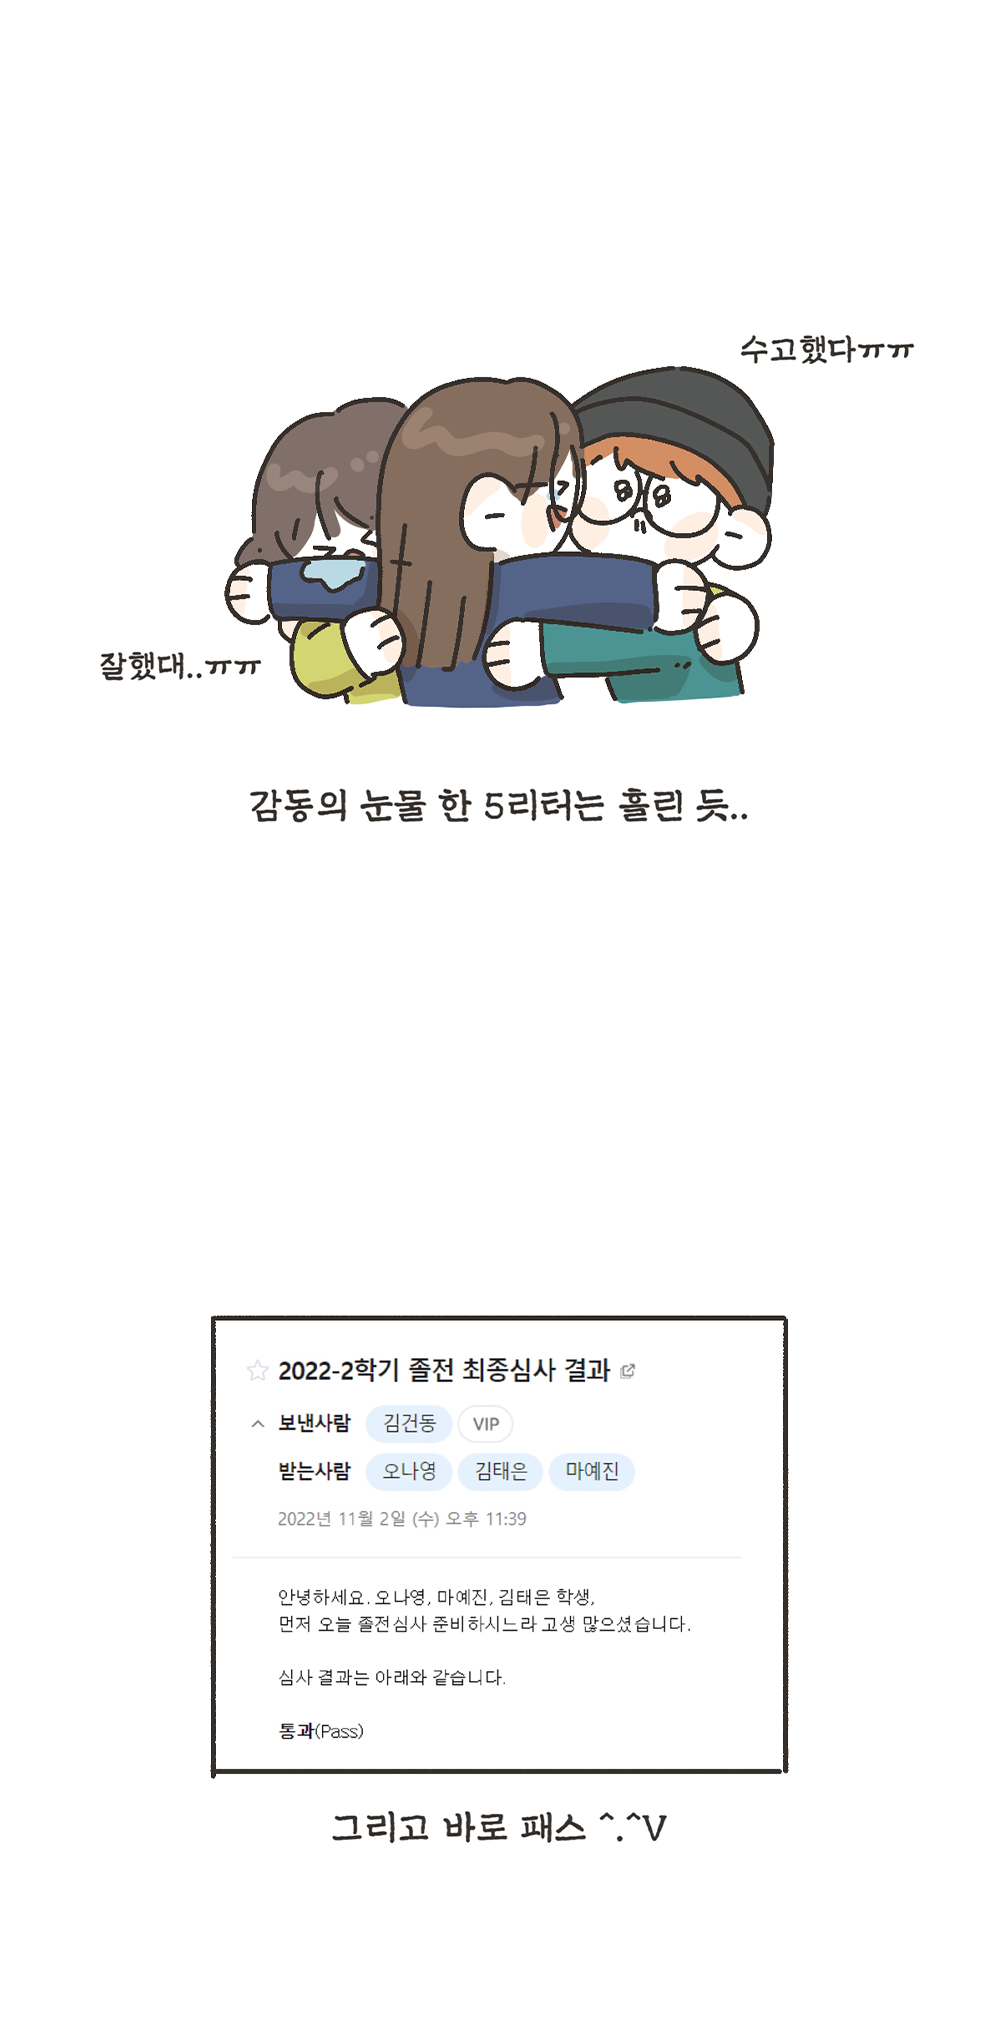 수고했다ㅠㅠ
잘했대..ㅠㅠ
감동의 눈물 한 5리터는 흘린 듯..
2022-2학기 졸전 최종심사 결과
보낸사람 김건동 VIP
받는사람 오나영 김태은 마예진
2022년 11월 2일 (수) 오후 11:39
안녕하세요. 오나영, 마예진, 김태은 학생,
먼저 오늘 졸전심사 준비하시느라 고생 많으셨습니다.
심사 결과는 아래와 같습니다.
통과(Pass)
그리고 바로 패스 ^.^V